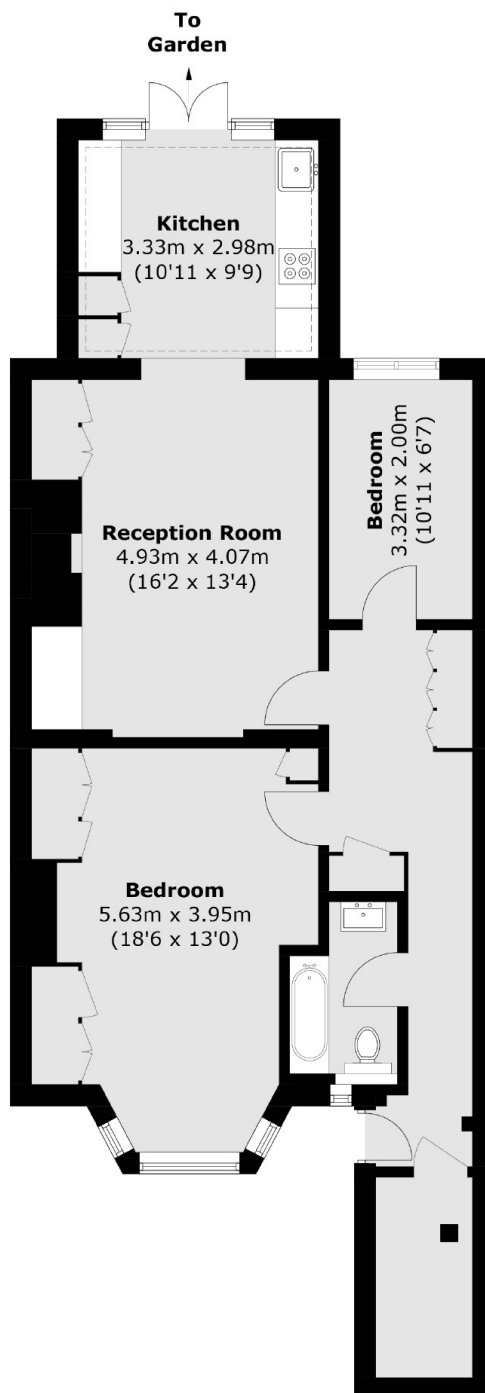 To
Garden
Kitchen
3.33m x 2.98m
(10'11 x 9'9)
Bedroom
3.32m x 2.00m
(10'11 x 6'7)
Reception Room
4.93m x 4.07m
(16'2 x 13'4)
Bedroom
5.63m x 3.95m
(18'6 x 13'0)